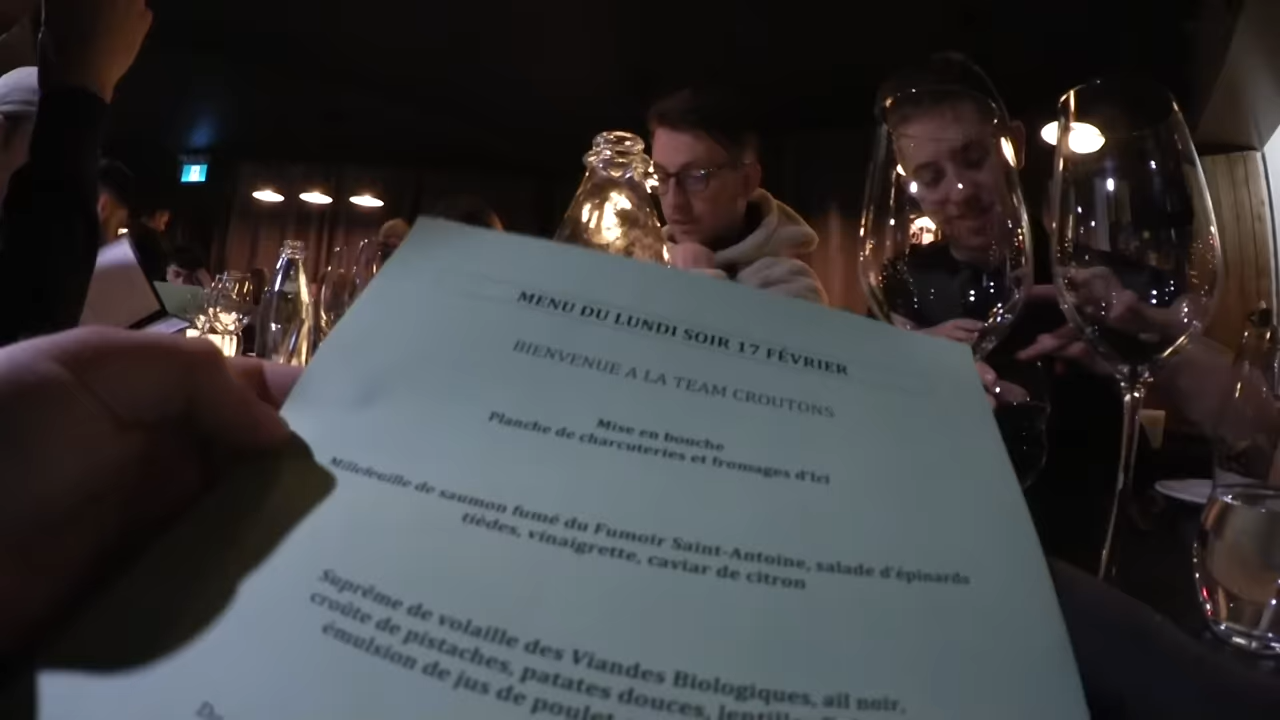 MENU DU LUNDI SOIR 17 FÉVRIER
BIENVENUE A LA TEAM CROUTONS
Mise en bouche
Planche de charcuteries et fromages d'ici
Millefeuille de saumon fumé du Fumoir Saint-Antoine, salade d'épinards
tièdes, vinaigrette, caviar de citron
Suprême de volaille des Viandes Biologiques, ail noir,
croûte de pistaches, patates douces, lentilles
émulsion de jus de poulet